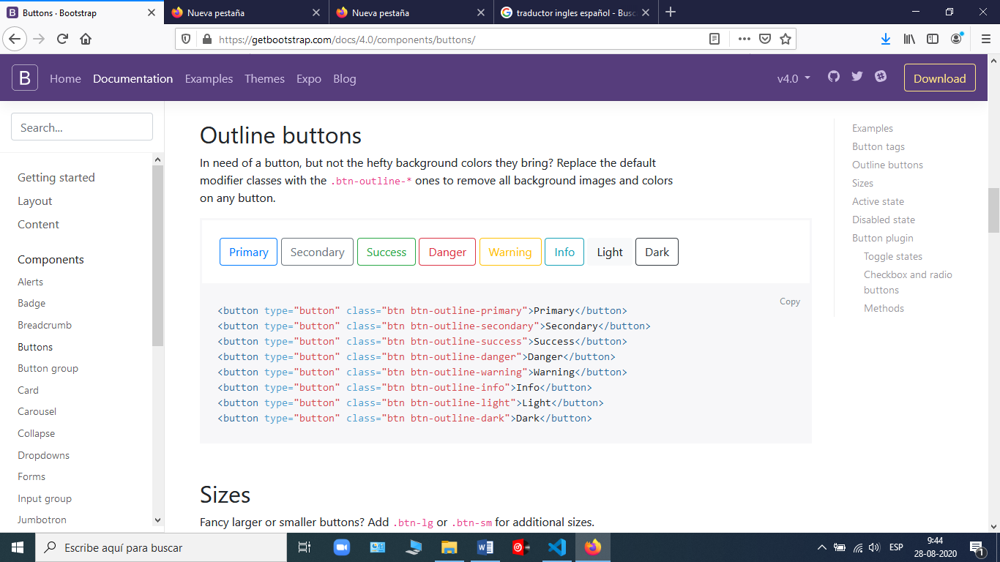 Buttons · Bootstrap
Nueva pestaña
Nueva pestaña
traductor ingles español - Busc
https://getbootstrap.com/docs/4.0/components/buttons/
B Home Documentation Examples Themes Expo Blog v4.0 Download
Search...
Getting started
Layout
Content
Components
Alerts
Badge
Breadcrumb
Buttons
Button group
Card
Carousel
Collapse
Dropdowns
Forms
Input group
Jumbotron
Outline buttons
In need of a button, but not the hefty background colors they bring? Replace the default
modifier classes with the .btn-outline-* ones to remove all background images and colors
on any button.
Primary Secondary Success Danger Warning Info Light Dark
Copy
<button type="button" class="btn btn-outline-primary">Primary</button>
<button type="button" class="btn btn-outline-secondary">Secondary</button>
<button type="button" class="btn btn-outline-success">Success</button>
<button type="button" class="btn btn-outline-danger">Danger</button>
<button type="button" class="btn btn-outline-warning">Warning</button>
<button type="button" class="btn btn-outline-info">Info</button>
<button type="button" class="btn btn-outline-light">Light</button>
<button type="button" class="btn btn-outline-dark">Dark</button>
Sizes
Fancy larger or smaller buttons? Add .btn-lg or .btn-sm for additional sizes.
Examples
Button tags
Outline buttons
Sizes
Active state
Disabled state
Button plugin
Toggle states
Checkbox and radio
buttons
Methods
Escribe aquí para buscar
ESP
9:44
28-08-2020
1